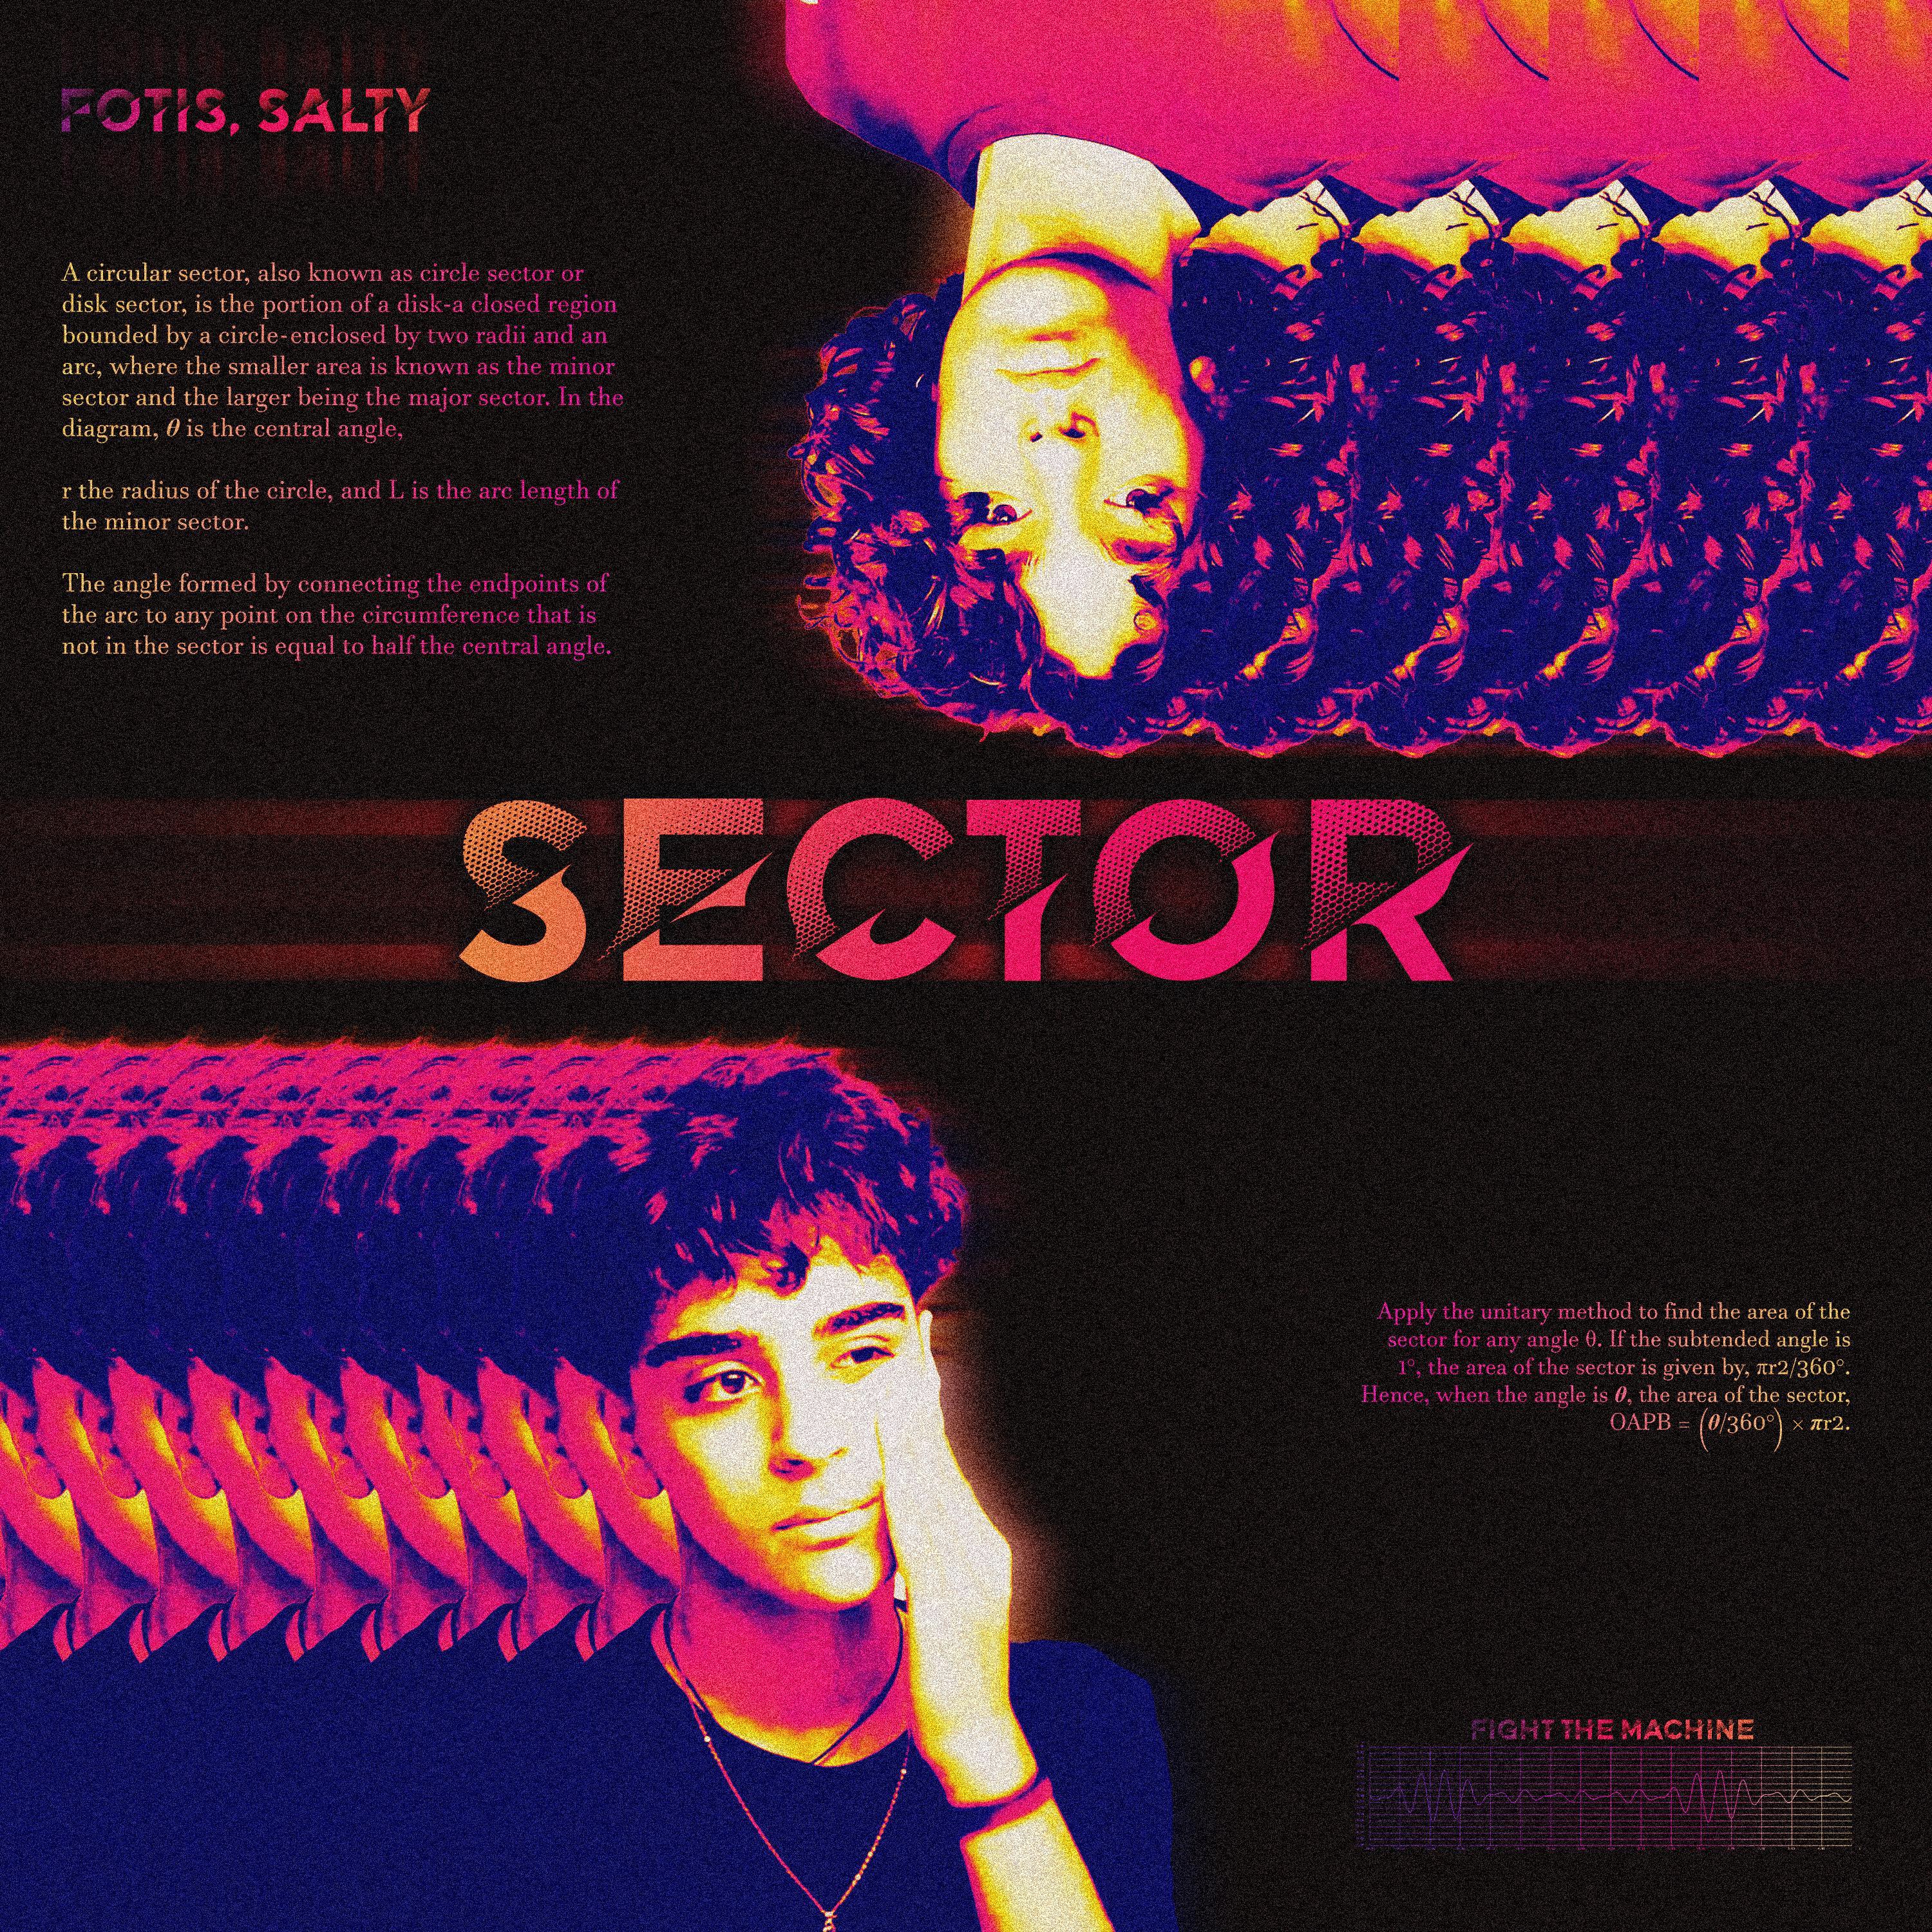 FOTIS, SALTY
A circular sector, also known as circle sector or
disk sector, is the portion of a disk-a closed region
bounded by a circle-enclosed by two radii and an
arc, where the smaller area is known as the minor
sector and the larger being the major sector. In the
diagram, θ is the central angle,
r the radius of the circle, and L is the arc length of
the minor sector.
The angle formed by connecting the endpoints of
the arc to any point on the circumference that is
not in the sector is equal to half the central angle.
SECTOR
Apply the unitary method to find the area of the
sector for any angle θ. If the subtended angle is
1°, the area of the sector is given by, πr2/360°.
Hence, when the angle is θ, the area of the sector,
OAPB = (θ/360°) × πr2.
FIGHT THE MACHINE